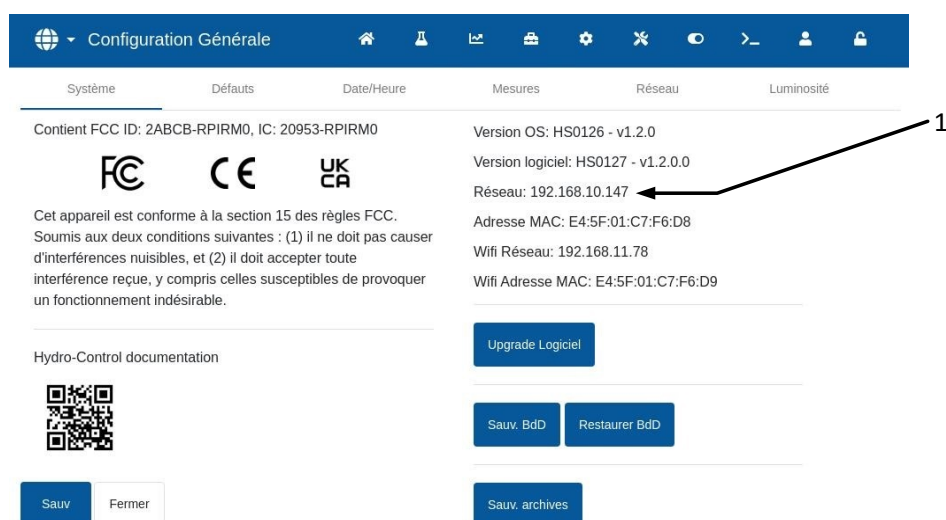 Configuration Générale
Système
Défauts
Date/Heure
Mesures
Réseau
Luminosité
Contient FCC ID: 2ABCB-RPIRM0, IC: 20953-RPIRM0
FC CE UK
CA
Cet appareil est conforme à la section 15 des règles FCC.
Soumis aux deux conditions suivantes : (1) il ne doit pas causer
d'interférences nuisibles, et (2) il doit accepter toute
interférence reçue, y compris celles susceptibles de provoquer
un fonctionnement indésirable.
Hydro-Control documentation
Sauv
Fermer
Version OS: HS0126 - v1.2.0
Version logiciel: HS0127 - v1.2.0.0
Réseau: 192.168.10.147
Adresse MAC: E4:5F:01:C7:F6:D8
Wifi Réseau: 192.168.11.78
Wifi Adresse MAC: E4:5F:01:C7:F6:D9
Upgrade Logiciel
Sauv. BdD
Restaurer BdD
Sauv. archives
1